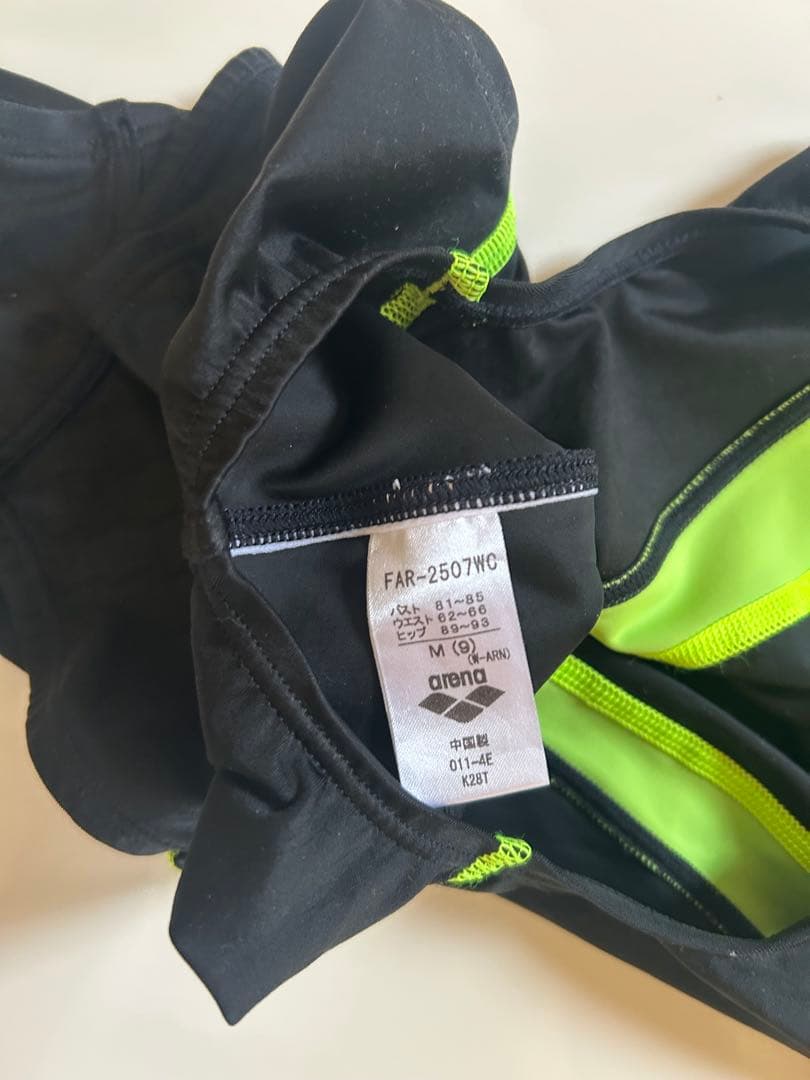 FAR-2507WC
バスト 81~85
ウエスト 62~66
ヒップ 89~93
M (9)
(W-ARN)
arena
中国製
011-4E
K28T